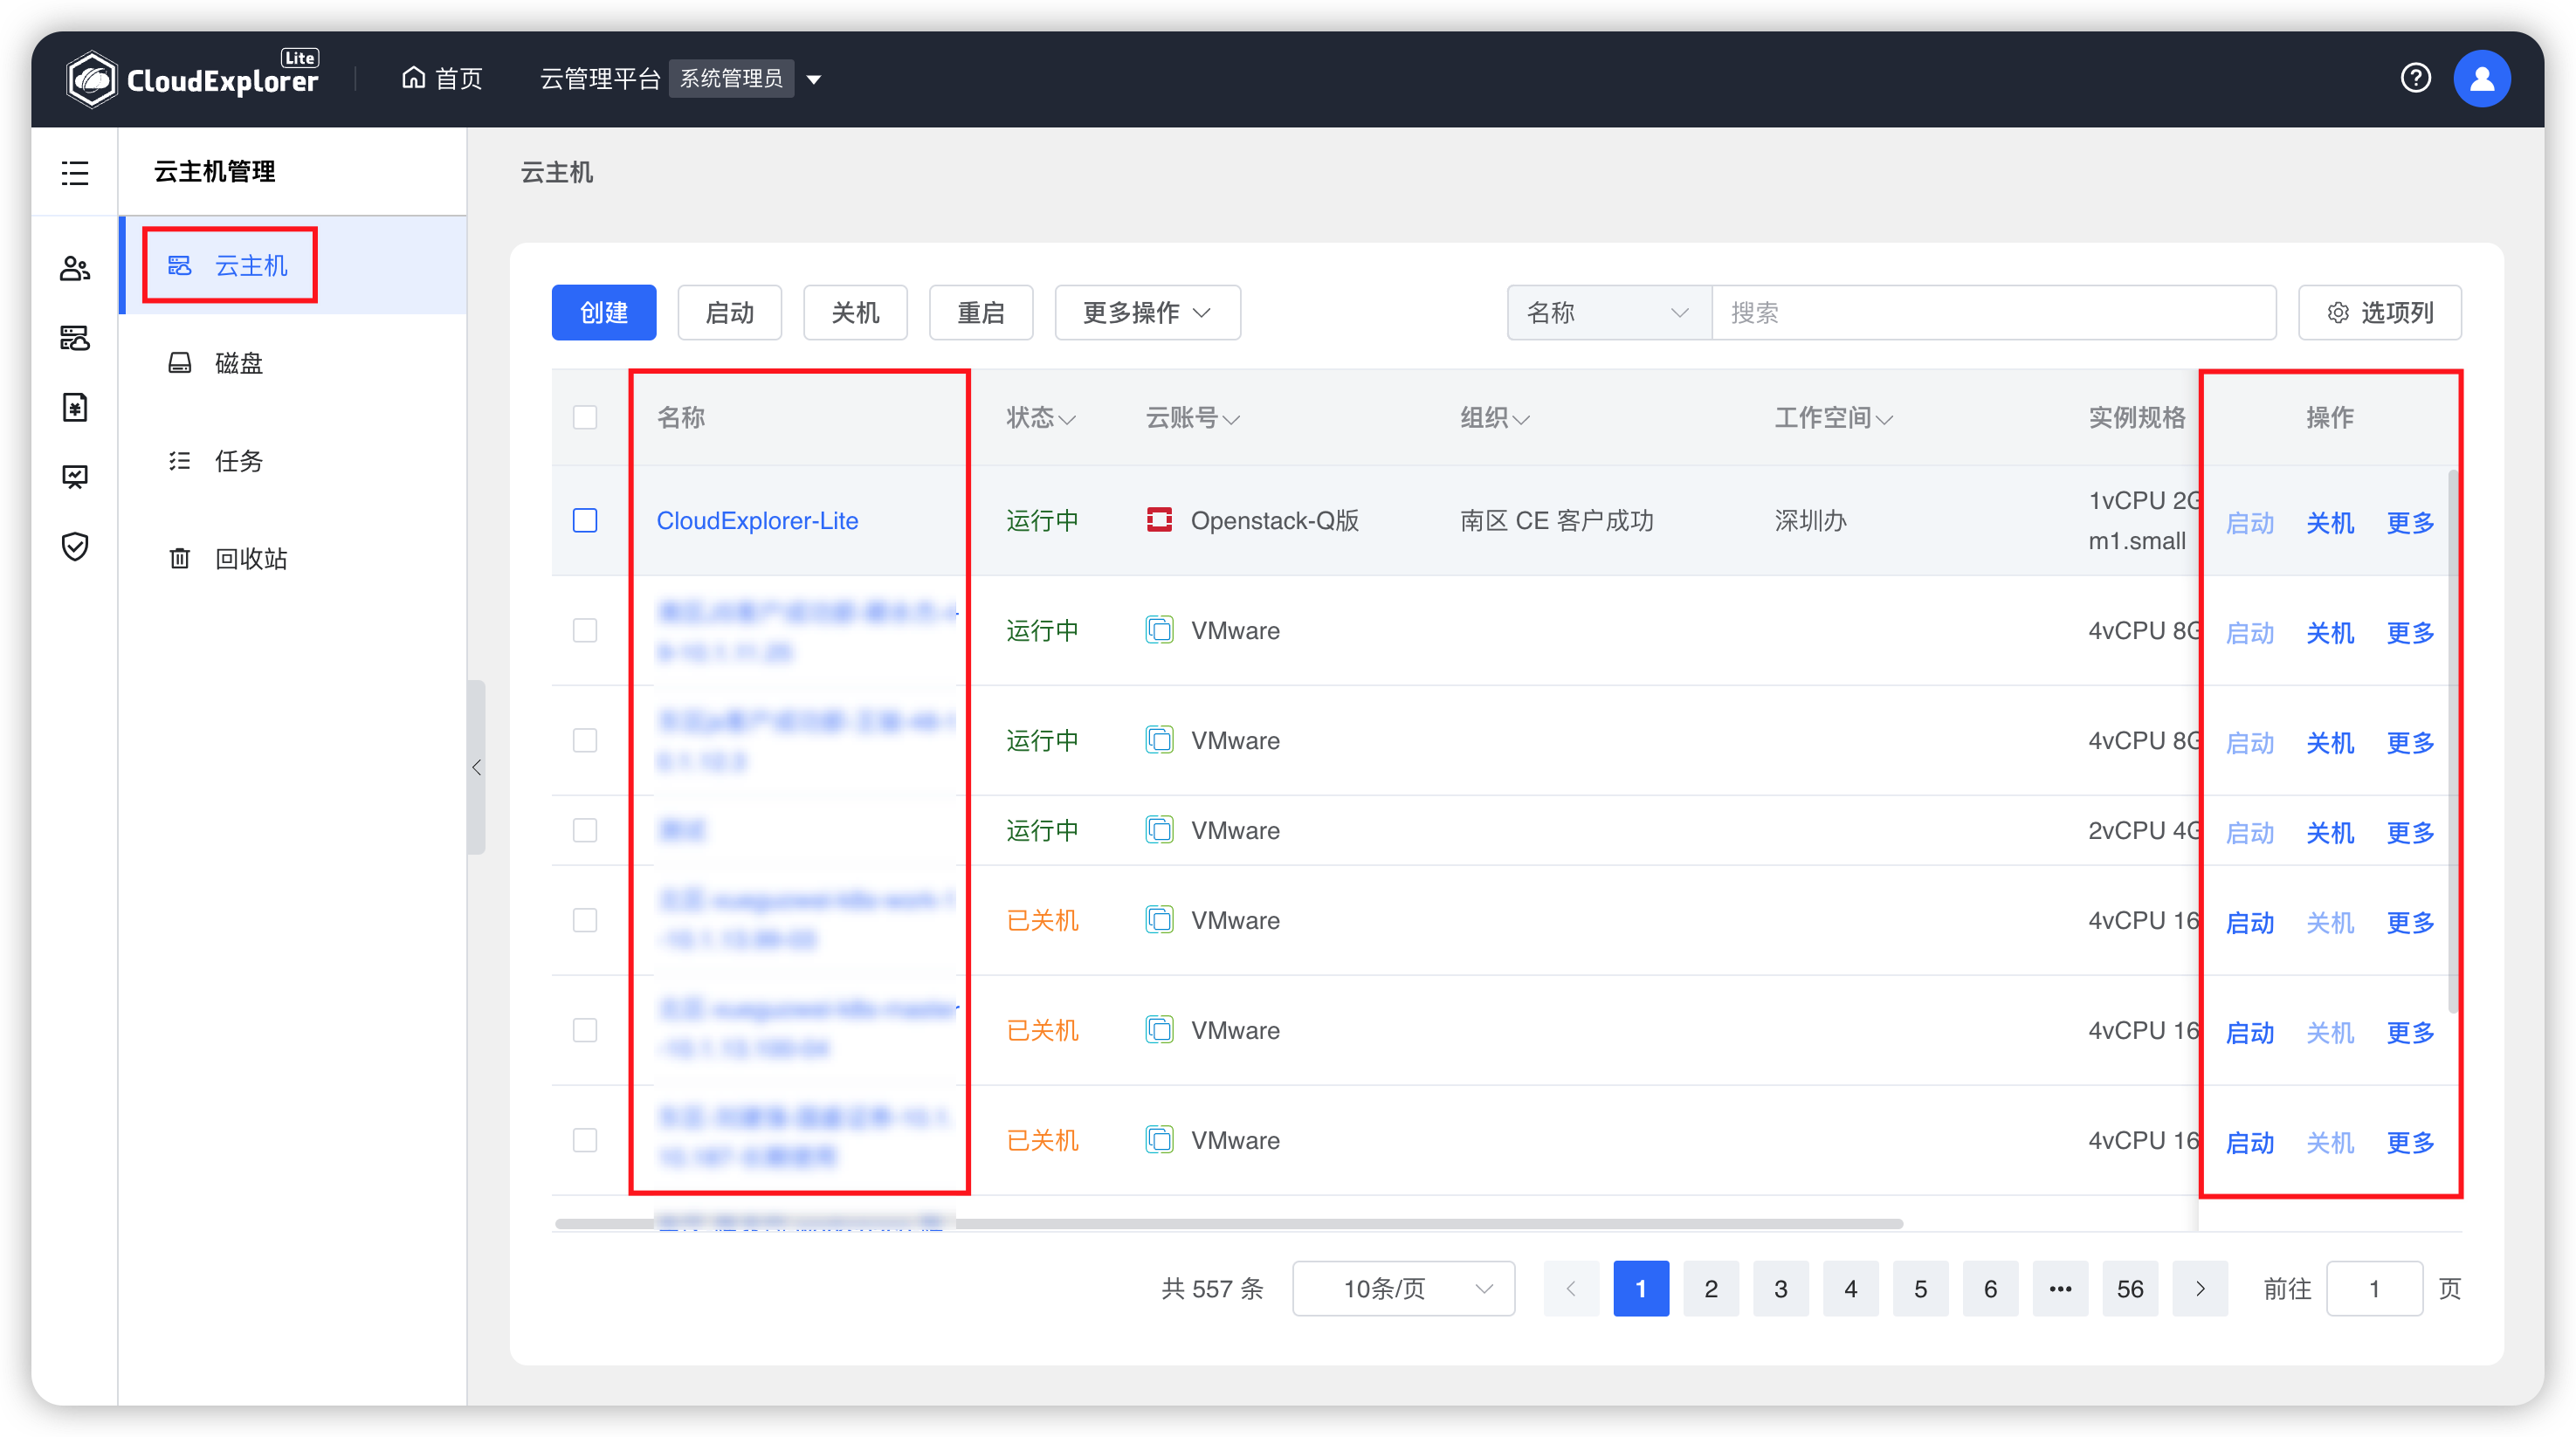 CloudExplorer Lite
首页
云管理平台 系统管理员
云主机管理
云主机
磁盘
任务
回收站
云主机
创建 启动 关机 重启 更多操作 名称 搜索 选项列
名称 状态 云账号 组织 工作空间 实例规格 操作
CloudExplorer-Lite 运行中 Openstack-Q版 南区 CE 客户成功 深圳办 1vCPU 2G 启动 关机 更多
m1.small
运行中 VMware 4vCPU 8G 启动 关机 更多
运行中 VMware 4vCPU 8G 启动 关机 更多
运行中 VMware 2vCPU 4G 启动 关机 更多
已关机 VMware 4vCPU 16 启动 关机 更多
已关机 VMware 4vCPU 16 启动 关机 更多
已关机 VMware 4vCPU 16 启动 关机 更多
共 557 条 10条/页 1 2 3 4 5 6 ••• 56 前往 1 页